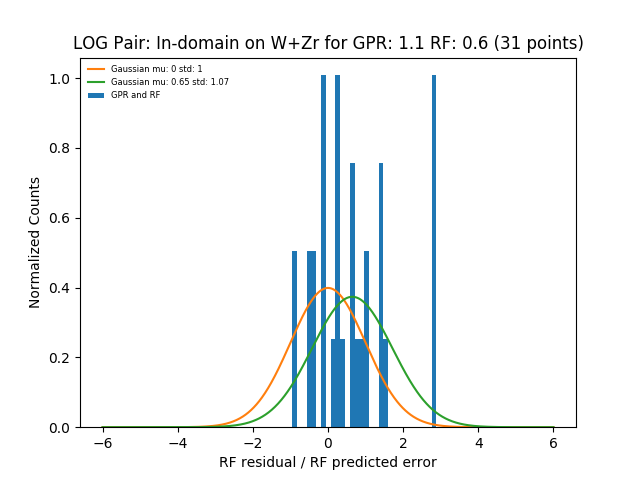 LOG Pair: In-domain on W+Zr for GPR: 1.1 RF: 0.6 (31 points)
Gaussian mu: 0 std: 1
Gaussian mu: 0.65 std: 1.07
GPR and RF
Normalized Counts
1.0
0.8
0.6
0.4
0.2
0.0
−6 −4 −2 0 2 4 6
RF residual / RF predicted error